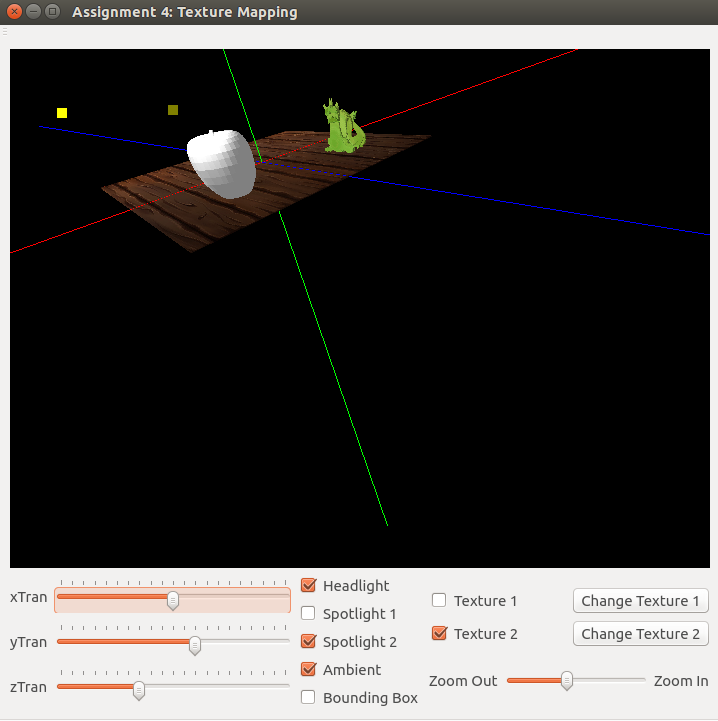 Assignment 4: Texture Mapping
xTran
yTran
zTran
Headlight
Spotlight 1
Spotlight 2
Ambient
Bounding Box
Texture 1
Change Texture 1
Texture 2
Change Texture 2
Zoom Out
Zoom In